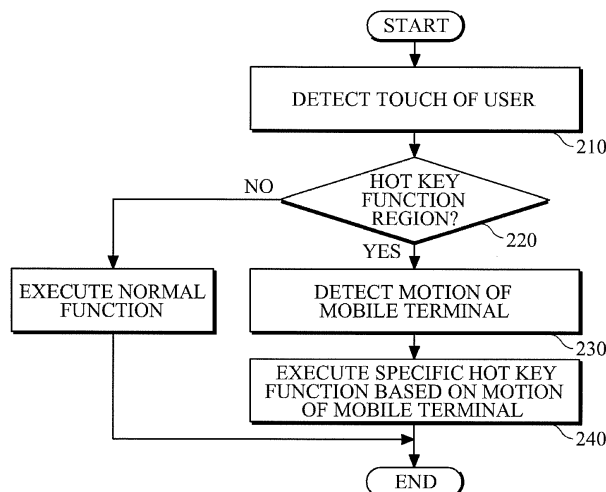 START
DETECT TOUCH OF USER
210
HOT KEY
FUNCTION
REGION?
NO
220
YES
EXECUTE NORMAL
FUNCTION
DETECT MOTION OF
MOBILE TERMINAL
230
EXECUTE SPECIFIC HOT KEY
FUNCTION BASED ON MOTION
OF MOBILE TERMINAL
240
END